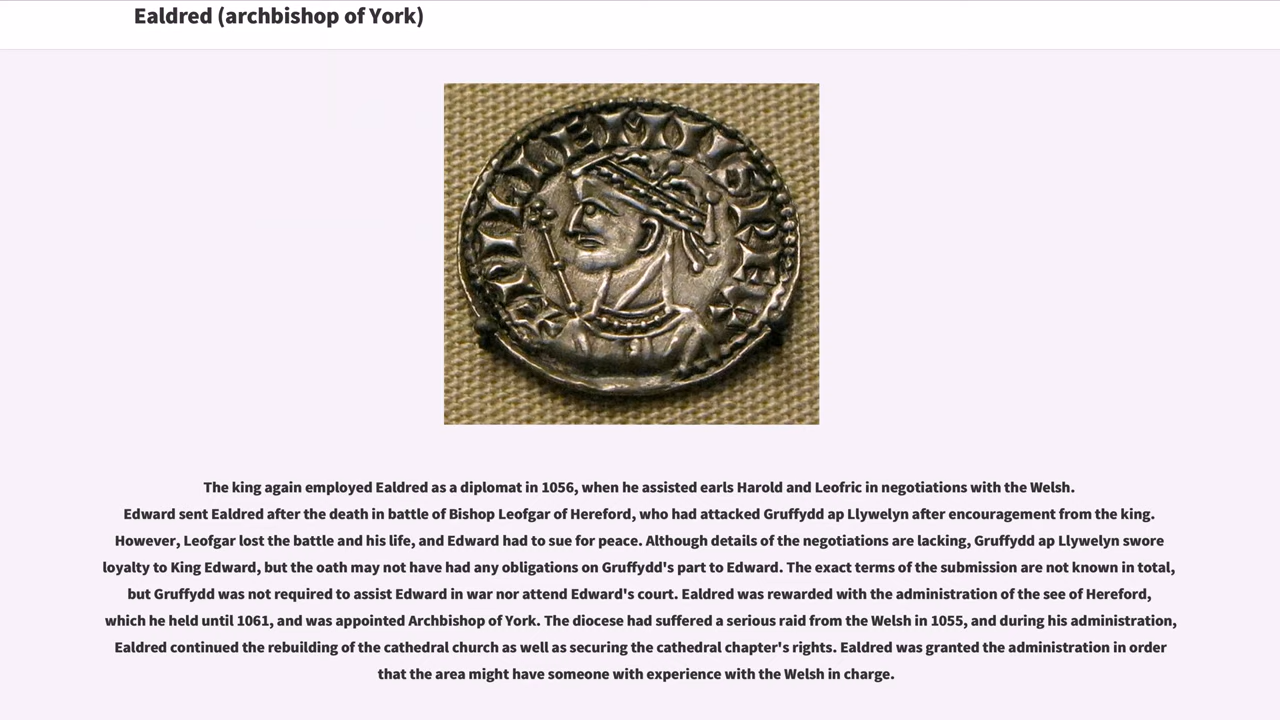 Ealdred (archbishop of York)
The king again employed Ealdred as a diplomat in 1056, when he assisted earls Harold and Leofric in negotiations with the Welsh.
Edward sent Ealdred after the death in battle of Bishop Leofgar of Hereford, who had attacked Gruffydd ap Llywelyn after encouragement from the king.
However, Leofgar lost the battle and his life, and Edward had to sue for peace. Although details of the negotiations are lacking, Gruffydd ap Llywelyn swore
loyalty to King Edward, but the oath may not have had any obligations on Gruffydd's part to Edward. The exact terms of the submission are not known in total,
but Gruffydd was not required to assist Edward in war nor attend Edward's court. Ealdred was rewarded with the administration of the see of Hereford,
which he held until 1061, and was appointed Archbishop of York. The diocese had suffered a serious raid from the Welsh in 1055, and during his administration,
Ealdred continued the rebuilding of the cathedral church as well as securing the cathedral chapter's rights. Ealdred was granted the administration in order
that the area might have someone with experience with the Welsh in charge.